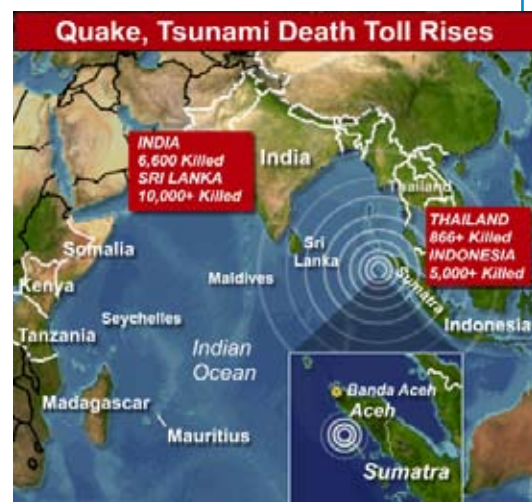 Quake, Tsunami Death Toll Rises
INDIA
6,600 Killed
SRI LANKA
10,000+ Killed
India
Thailand
THAILAND
866+ Killed
INDONESIA
5,000+ Killed
Somalia
Sri
Lanka
Maldives
Sumatra
Kenya
Seychelles
Indonesia
Tanzania
Indian
Ocean
Banda Aceh
Aceh
Madagascar
Mauritius
Sumatra